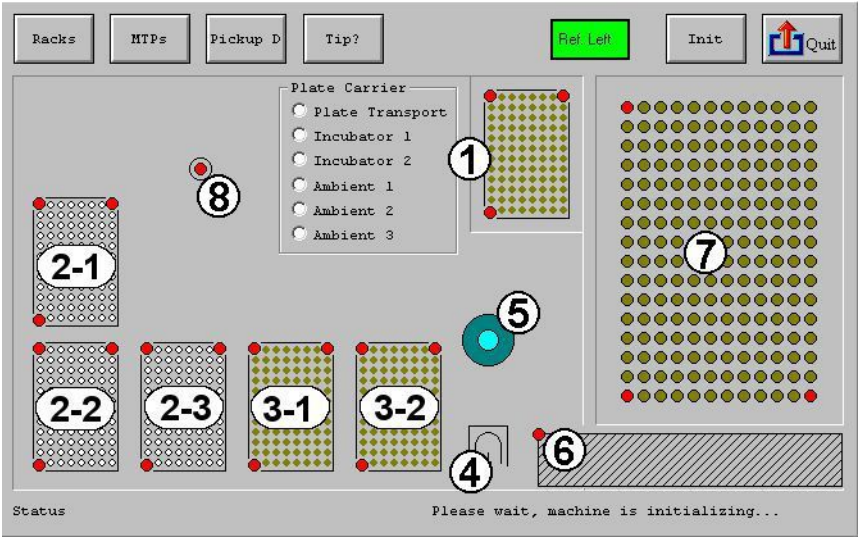 Racks
MTPs
Pickup D
Tip?
Ref Left
Init
Quit
Plate Carrier
Plate Transport
Incubator 1
Incubator 2
Ambient 1
Ambient 2
Ambient 3
1
8
7
2-1
5
2-2
2-3
3-1
3-2
4
6
Status
Please wait, machine is initializing...